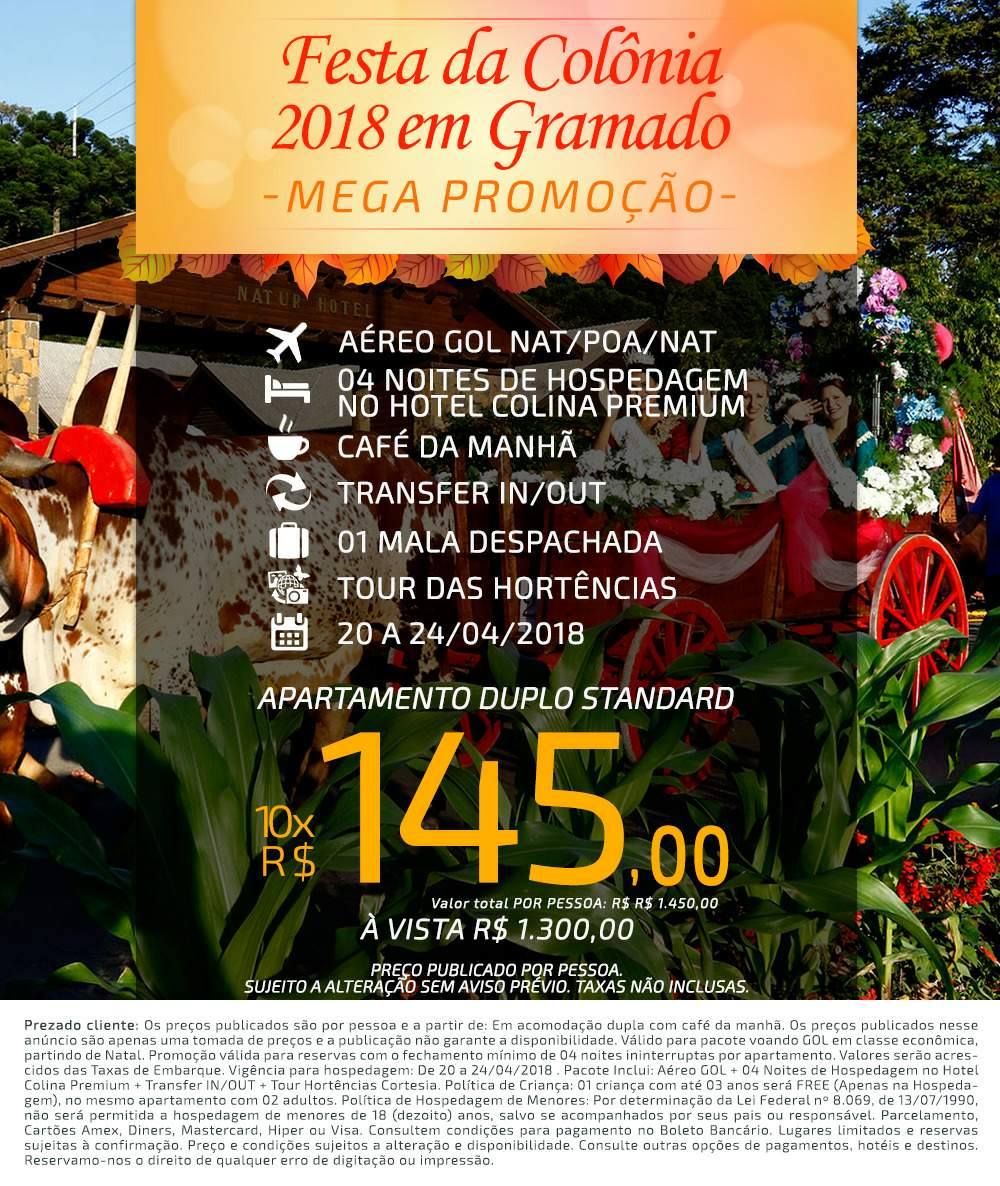 Festa da Colônia
2018 em Gramado
-MEGA PROMOÇÃO-
NATUR HOTEL
AÉREO GOL NAT/POA/NAT
04 NOITES DE HOSPEDAGEM
NO HOTEL COLINA PREMIUM
CAFÉ DA MANHÃ
TRANSFER IN/OUT
01 MALA DESPACHADA
TOUR DAS HORTÊNCIAS
20 A 24/04/2018
APARTAMENTO DUPLO STANDARD
10x
R$ 145,00
Valor total POR PESSOA: R$ R$ 1.450,00
À VISTA R$ 1.300,00
PREÇO PUBLICADO POR PESSOA.
SUJEITO A ALTERAÇÃO SEM AVISO PRÉVIO. TAXAS NÃO INCLUSAS.
Prezado cliente: Os preços publicados são por pessoa e a partir de: Em acomodação dupla com café da manhã. Os preços publicados nesse
anúncio são apenas uma tomada de preços e a publicação não garante a disponibilidade. Válido para pacote voando GOL em classe econômica,
partindo de Natal. Promoção válida para reservas com o fechamento mínimo de 04 noites ininterruptas por apartamento. Valores serão acres-
cidos das Taxas de Embarque. Vigência para hospedagem: De 20 a 24/04/2018 . Pacote Inclui: Aéreo GOL + 04 Noites de Hospedagem no Hotel
Colina Premium + Transfer IN/OUT + Tour Hortências Cortesia. Política de Criança: 01 criança com até 03 anos será FREE (Apenas na Hospeda-
gem), no mesmo apartamento com 02 adultos. Política de Hospedagem de Menores: Por determinação da Lei Federal nº 8.069, de 13/07/1990,
não será permitida a hospedagem de menores de 18 (dezoito) anos, salvo se acompanhados por seus pais ou responsável. Parcelamento,
Cartões Amex, Diners, Mastercard, Hiper ou Visa. Consultem condições para pagamento no Boleto Bancário. Lugares limitados e reservas
sujeitas à confirmação. Preço e condições sujeitos a alteração e disponibilidade. Consulte outras opções de pagamentos, hotéis e destinos.
Reservamo-nos o direito de qualquer erro de digitação ou impressão.